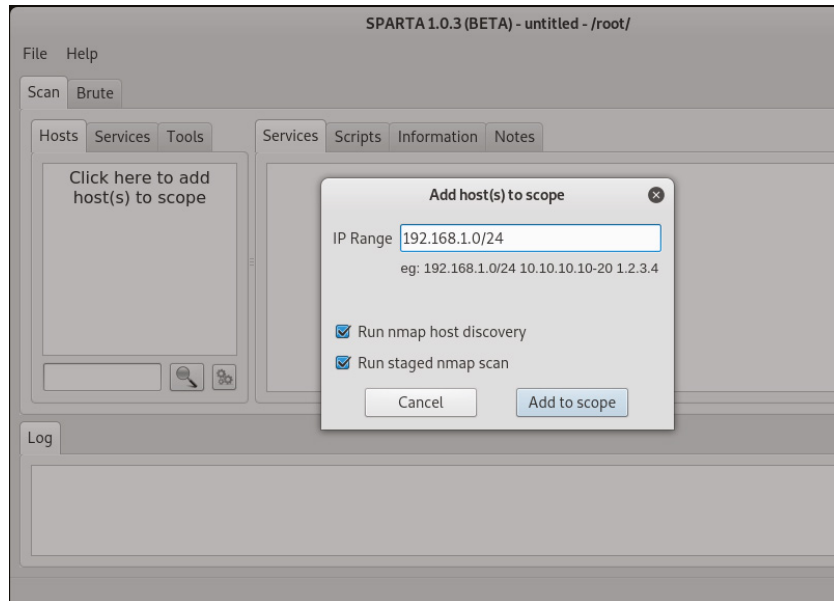 SPARTA 1.0.3 (BETA) - untitled - /root/
File Help
Scan Brute
Hosts Services Tools
Services Scripts Information Notes
Click here to add
host(s) to scope
Add host(s) to scope
IP Range 192.168.1.0/24
eg: 192.168.1.0/24 10.10.10.10-20 1.2.3.4
Run nmap host discovery
Run staged nmap scan
Cancel Add to scope
Log